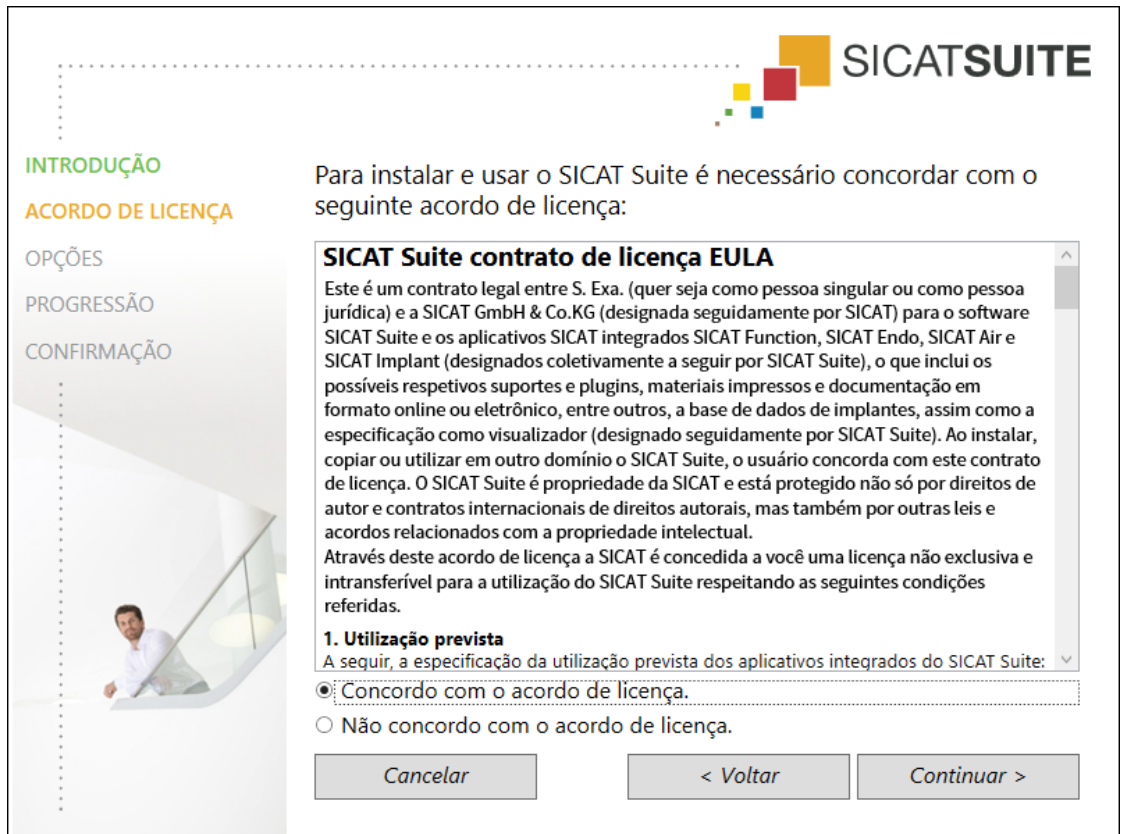 SICATSUITE
INTRODUÇÃO
ACORDO DE LICENÇA
OPÇÕES
PROGRESSÃO
CONFIRMAÇÃO
Para instalar e usar o SICAT Suite é necessário concordar com o
seguinte acordo de licença:
SICAT Suite contrato de licença EULA
Este é um contrato legal entre S. Exa. (quer seja como pessoa singular ou como pessoa
jurídica) e a SICAT GmbH & Co.KG (designada seguidamente por SICAT) para o software
SICAT Suite e os aplicativos SICAT integrados SICAT Function, SICAT Endo, SICAT Air e
SICAT Implant (designados coletivamente a seguir por SICAT Suite), o que inclui os
possíveis respetivos suportes e plugins, materiais impressos e documentação em
formato online ou eletrônico, entre outros, a base de dados de implantes, assim como a
especificação como visualizador (designado seguidamente por SICAT Suite). Ao instalar,
copiar ou utilizar em outro domínio o SICAT Suite, o usuário concorda com este contrato
de licença. O SICAT Suite é propriedade da SICAT e está protegido não só por direitos de
autor e contratos internacionais de direitos autorais, mas também por outras leis e
acordos relacionados com a propriedade intelectual.
Através deste acordo de licença a SICAT é concedida a você uma licença não exclusiva e
intransferível para a utilização do SICAT Suite respeitando as seguintes condições
referidas.
1. Utilização prevista
A seguir, a especificação da utilização prevista dos aplicativos integrados do SICAT Suite:
Concordo com o acordo de licença.
Não concordo com o acordo de licença.
Cancelar
< Voltar
Continuar >